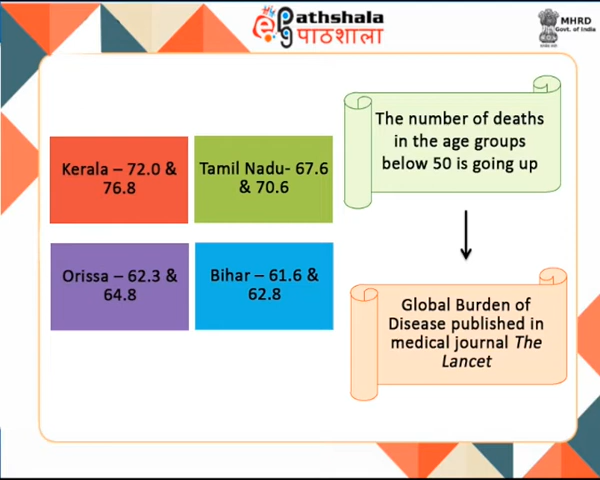 Pathshala
पाठशाला
MHRD
Govt. of India
Kerala – 72.0 &
76.8
Tamil Nadu- 67.6
& 70.6
Orissa – 62.3 &
64.8
Bihar – 61.6 &
62.8
The number of deaths
in the age groups
below 50 is going up
Global Burden of
Disease published in
medical journal The
Lancet